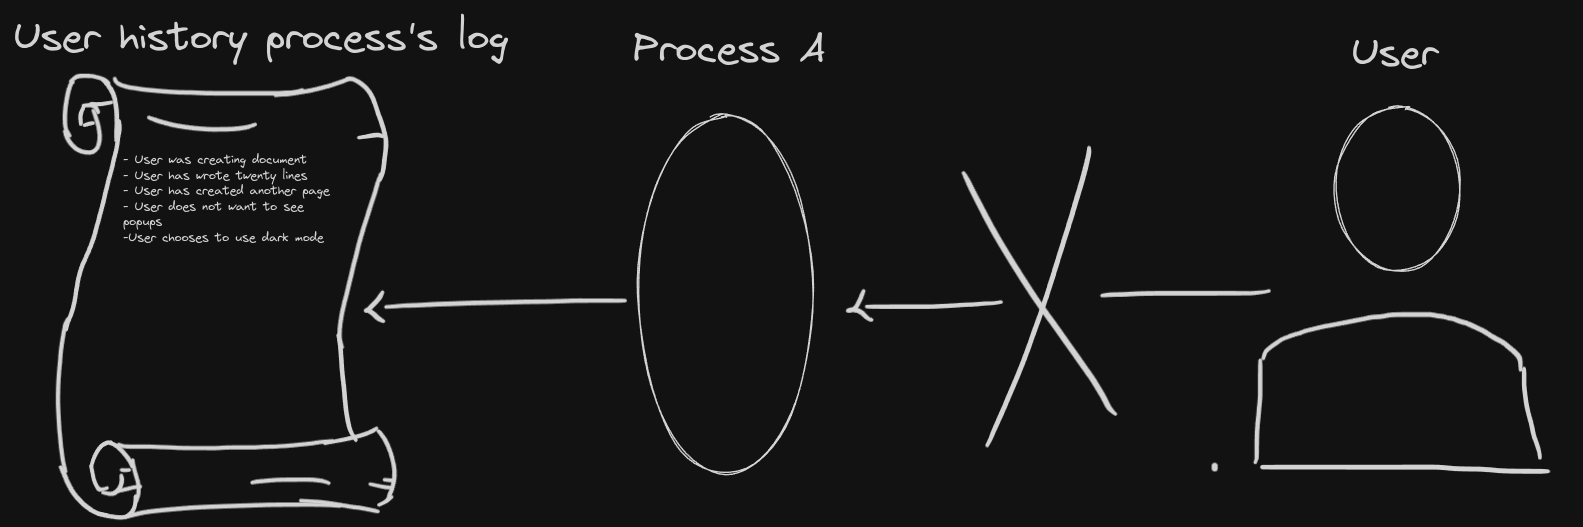 User history process's log
Process A
User
- User was creating document
- User has wrote twenty lines
- User has created another page
- User does not want to see
popups
-User chooses to use dark mode